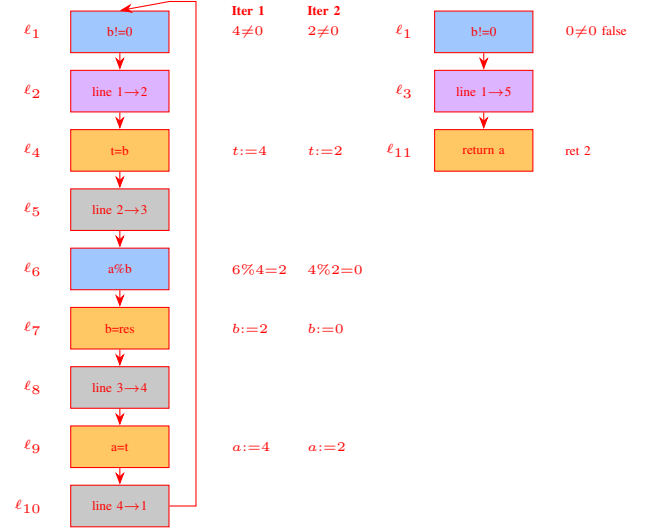 Iter 1 Iter 2
ℓ1 b!=0 4≠0 2≠0 ℓ1 b!=0 0≠0 false
ℓ2 line 1→2 ℓ3 line 1→5
ℓ4 t=b t:=4 t:=2 ℓ11 return a ret 2
ℓ5 line 2→3
ℓ6 a%b 6%4=2 4%2=0
ℓ7 b=res b:=2 b:=0
ℓ8 line 3→4
ℓ9 a=t a:=4 a:=2
ℓ10 line 4→1